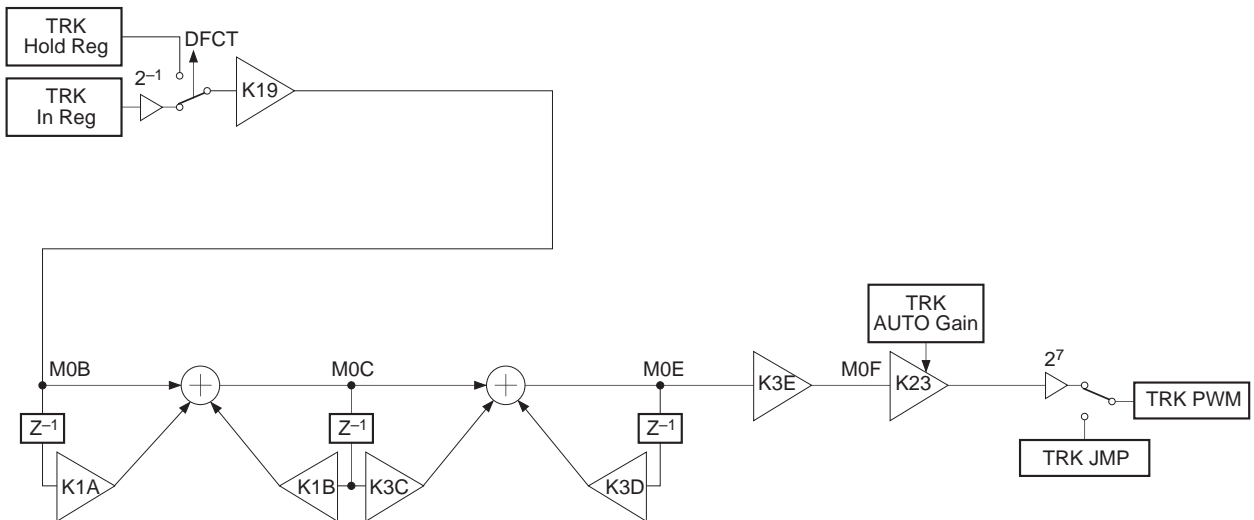 TRK
Hold Reg
DFCT
2–1
K19
TRK
In Reg
TRK
AUTO Gain
M0B
M0C
M0E
K3E
M0F
K23
27
TRK PWM
Z–1
Z–1
Z–1
TRK JMP
K1A
K1B
K3C
K3D